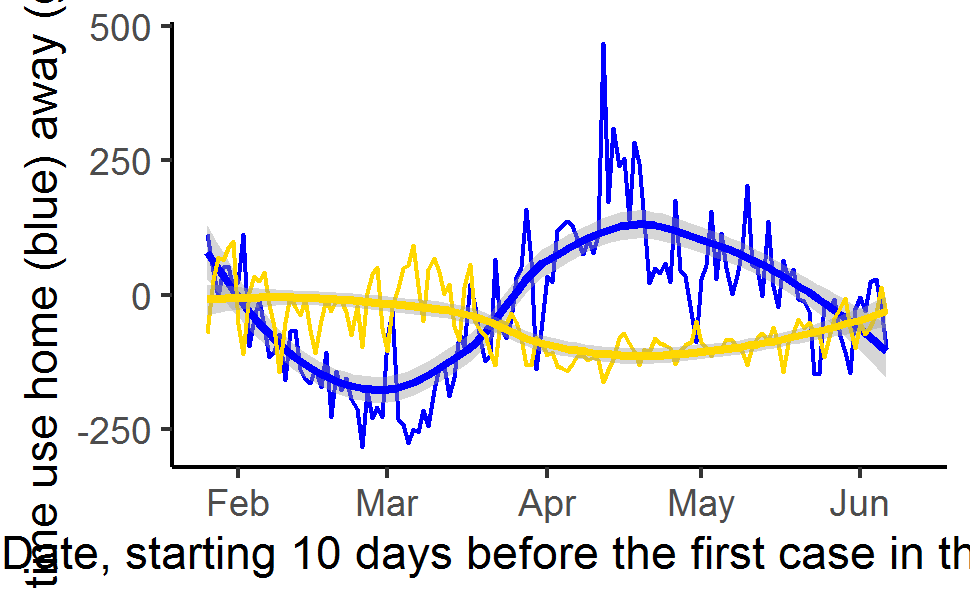 time use home (blue) away (
500
250
0
-250
Feb Mar Apr May Jun
Date, starting 10 days before the first case in th